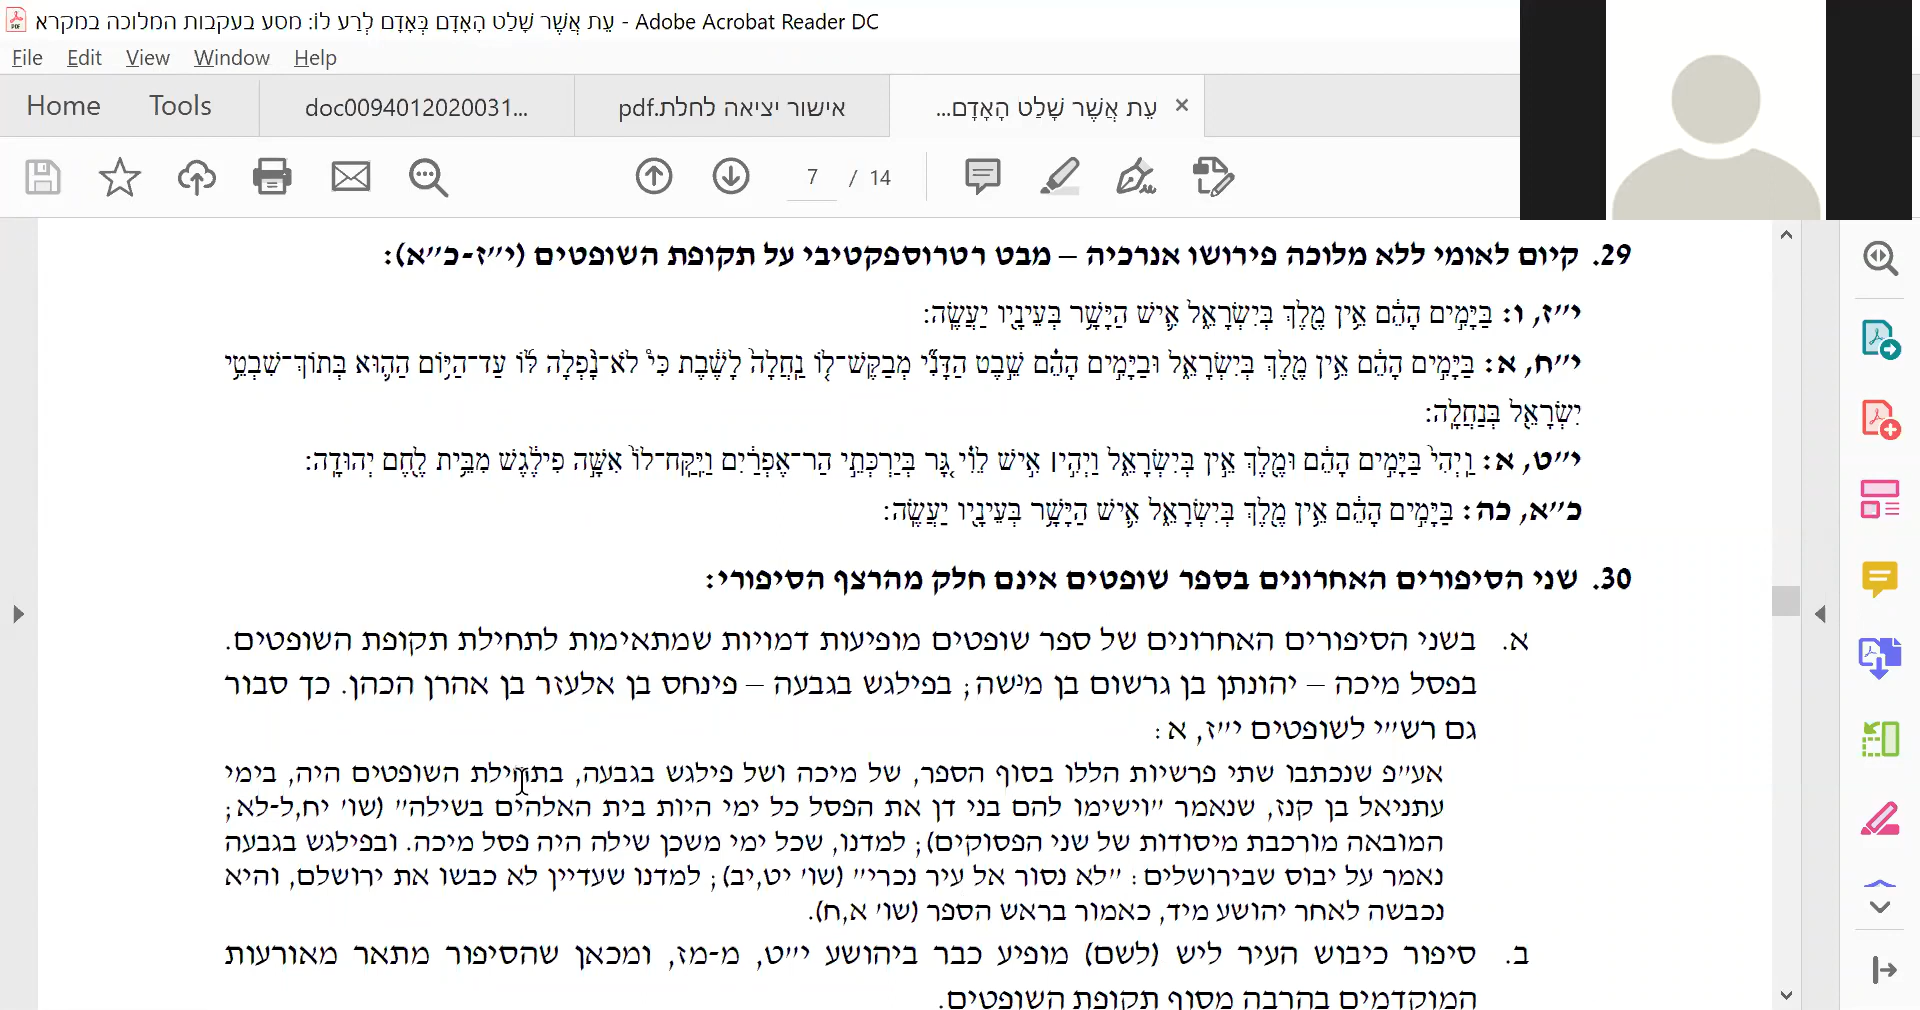 עֵת אֲשֶׁר שָׁלַט הָאָדָם בְּאָדָם לְרַע לוֹ: מסע בעקבות המלוכה במקרא - Adobe Acrobat Reader DC
File Edit View Window Help
Home Tools doc0094012020031... אישור יציאה לחלת.pdf עֵת אֲשֶׁר שָׁלַט הָאָדָם...
7 / 14
29. קיום לאומי ללא מלוכה פירושו אנרכיה – מבט רטרוספקטיבי על תקופת השופטים (י״ז-כ״א):
י״ז, ו: בַּיָּמִ֣ים הָהֵ֔ם אֵ֥ין מֶ֖לֶךְ בְּיִשְׂרָאֵ֑ל אִ֛ישׁ הַיָּשָׁ֥ר בְּעֵינָ֖יו יַעֲשֶֽׂה:
י״ח, א: בַּיָּמִ֣ים הָהֵ֔ם אֵ֥ין מֶ֖לֶךְ בְּיִשְׂרָאֵ֑ל וּבַיָּמִ֣ים הָהֵ֗ם שֵׁ֣בֶט הַדָּנִ֞י מְבַקֶּשׁ־ל֤וֹ נַֽחֲלָה֙ לָשֶׁ֔בֶת כִּי֩ לֹא־נָ֨פְלָה לּ֜וֹ עַד־הַיּ֥וֹם הַה֛וּא בְּתוֹךְ־שִׁבְטֵ֥י
יִשְׂרָאֵ֖ל בְּנַחֲלָֽה:
י״ט, א: וַֽיְהִי֙ בַּיָּמִ֣ים הָהֵ֔ם וּמֶ֖לֶךְ אֵ֣ין בְּיִשְׂרָאֵ֑ל וַיְהִ֣י׀ אִ֣ישׁ לֵוִ֗י גָּ֚ר בְּיַרְכְּתֵ֣י הַר־אֶפְרַ֔יִם וַיִּֽקַּֽח־לוֹ֙ אִשָּׁ֣ה פִילֶ֔גֶשׁ מִבֵּ֥ית לֶ֖חֶם יְהוּדָֽה:
כ״א, כה: בַּיָּמִ֣ים הָהֵ֔ם אֵ֥ין מֶ֖לֶךְ בְּיִשְׂרָאֵ֑ל אִ֛ישׁ הַיָּשָׁ֥ר בְּעֵינָ֖יו יַעֲשֶֽׂה:
30. שני הסיפורים האחרונים בספר שופטים אינם חלק מהרצף הסיפורי:
א. בשני הסיפורים האחרונים של ספר שופטים מופיעות דמויות שמתאימות לתחילת תקופת השופטים.
בפסל מיכה – יהונתן בן גרשום בן מנשה; בפילגש בגבעה – פינחס בן אלעזר בן אהרן הכהן. כך סבור
גם רש״י לשופטים י״ז, א:
אע״פ שנכתבו שתי פרשיות הללו בסוף הספר, של מיכה ושל פילגש בגבעה, בתחילת השופטים היה, בימי
עתניאל בן קנז, שנאמר ״וישימו להם בני דן את הפסל כל ימי היות בית האלהים בשילה״ (שו׳ יח,ל-לא;
המובאה מורכבת מיסודות של שני הפסוקים); למדנו, שכל ימי משכן שילה היה פסל מיכה. ובפילגש בגבעה
נאמר על יבוס שבירושלים: ״לא נסור אל עיר נכרי״ (שו׳ יט,יב); למדנו שעדיין לא כבשו את ירושלם, והיא
נכבשה לאחר יהושע מיד, כאמור בראש הספר (שו׳ א,ח).
ב. סיפור כיבוש העיר ליש (לשם) מופיע כבר ביהושע י״ט, מ-מז, ומכאן שהסיפור מתאר מאורעות
המוקדמים בהרבה מסוף תקופת השופטים.